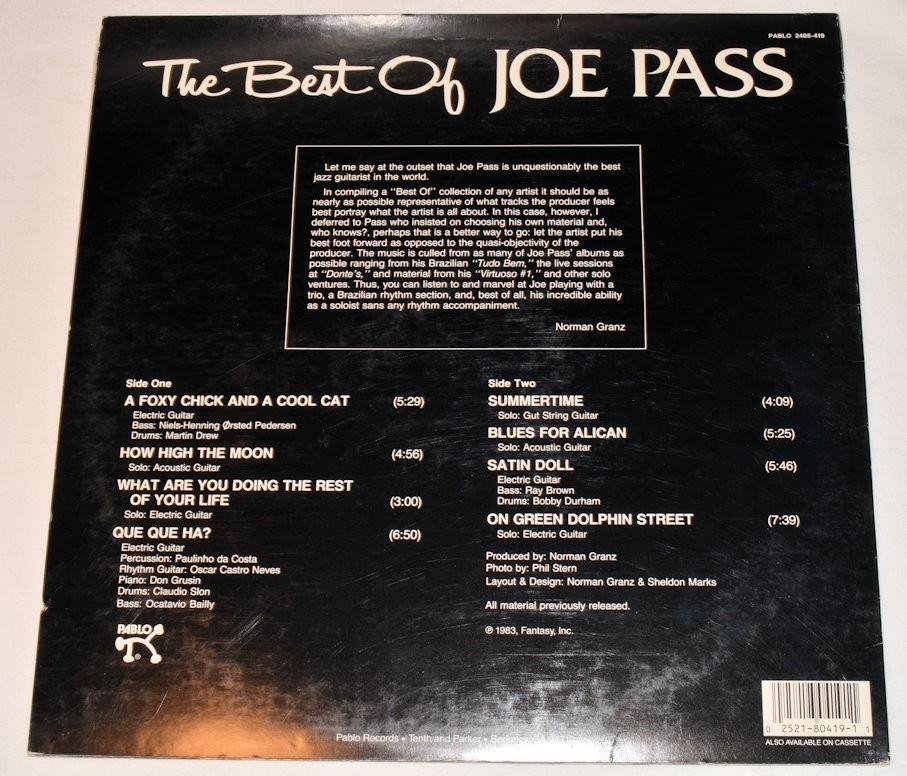 PABLO 2405-419
The Best Of JOE PASS
Let me say at the outset that Joe Pass is unquestionably the best
jazz guitarist in the world.
In compiling a "Best Of" collection of any artist it should be as
nearly as possible representative of what tracks the producer feels
best portray what the artist is all about. In this case, however, I
deferred to Pass who insisted on choosing his own material and,
who knows?, perhaps that is a better way to go: let the artist put his
best foot forward as opposed to the quasi-objectivity of the
producer. The music is culled from as many of Joe Pass' albums as
possible ranging from his Brazilian "Tudo Bem," the live sessions
at "Donte's," and material from his "Virtuoso #1," and other solo
ventures. Thus, you can listen to and marvel at Joe playing with a
trio, a Brazilian rhythm section, and, best of all, his incredible ability
as a soloist sans any rhythm accompaniment.
Norman Granz
Side One
A FOXY CHICK AND A COOL CAT (5:29)
Electric Guitar
Bass: Niels-Henning Ørsted Pedersen
Drums: Martin Drew
HOW HIGH THE MOON (4:56)
Solo: Acoustic Guitar
WHAT ARE YOU DOING THE REST
OF YOUR LIFE (3:00)
Solo: Electric Guitar
QUE QUE HA? (6:50)
Electric Guitar
Percussion: Paulinho da Costa
Rhythm Guitar: Oscar Castro Neves
Piano: Don Grusin
Drums: Claudio Slon
Bass: Ocatavio Bailly
PABLO
Side Two
SUMMERTIME (4:09)
Solo: Gut String Guitar
BLUES FOR ALICAN (5:25)
Solo: Acoustic Guitar
SATIN DOLL (5:46)
Electric Guitar
Bass: Ray Brown
Drums: Bobby Durham
ON GREEN DOLPHIN STREET (7:39)
Solo: Electric Guitar
Produced by: Norman Granz
Photo by: Phil Stern
Layout & Design: Norman Granz & Sheldon Marks
All material previously released.
℗ 1983, Fantasy, Inc.
0 2521-80419-1 1
ALSO AVAILABLE ON CASSETTE
Pablo Records • Tenth and Parker • Berkeley, CA